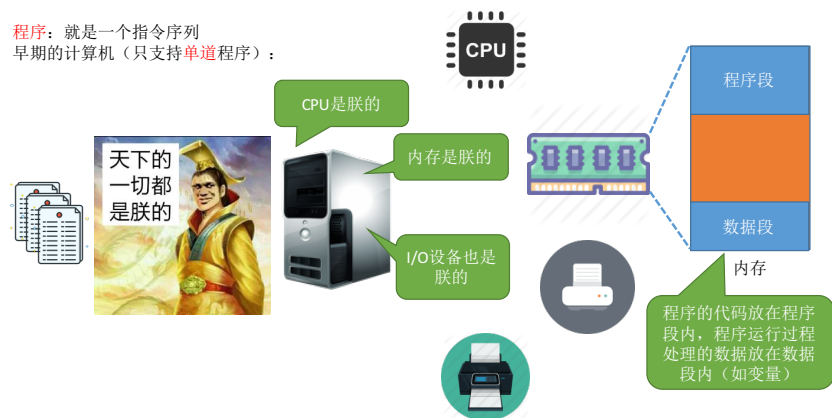 程序：就是一个指令序列
早期的计算机（只支持单道程序）：
CPU
CPU是朕的
天下的
一切都
是朕的
内存是朕的
I/O设备也是
朕的
程序段
数据段
内存
程序的代码放在程序
段内，程序运行过程
处理的数据放在数据
段内（如变量）